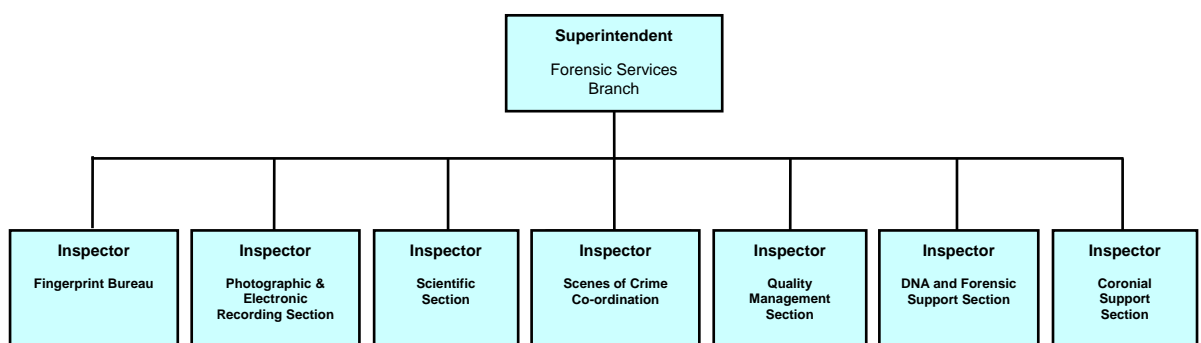 Superintendent
Forensic Services
Branch
Inspector
Fingerprint Bureau
Inspector
Photographic &
Electronic
Recording Section
Inspector
Scientific
Section
Inspector
Scenes of Crime
Co-ordination
Inspector
Quality
Management
Section
Inspector
DNA and Forensic
Support Section
Inspector
Coronial
Support
Section